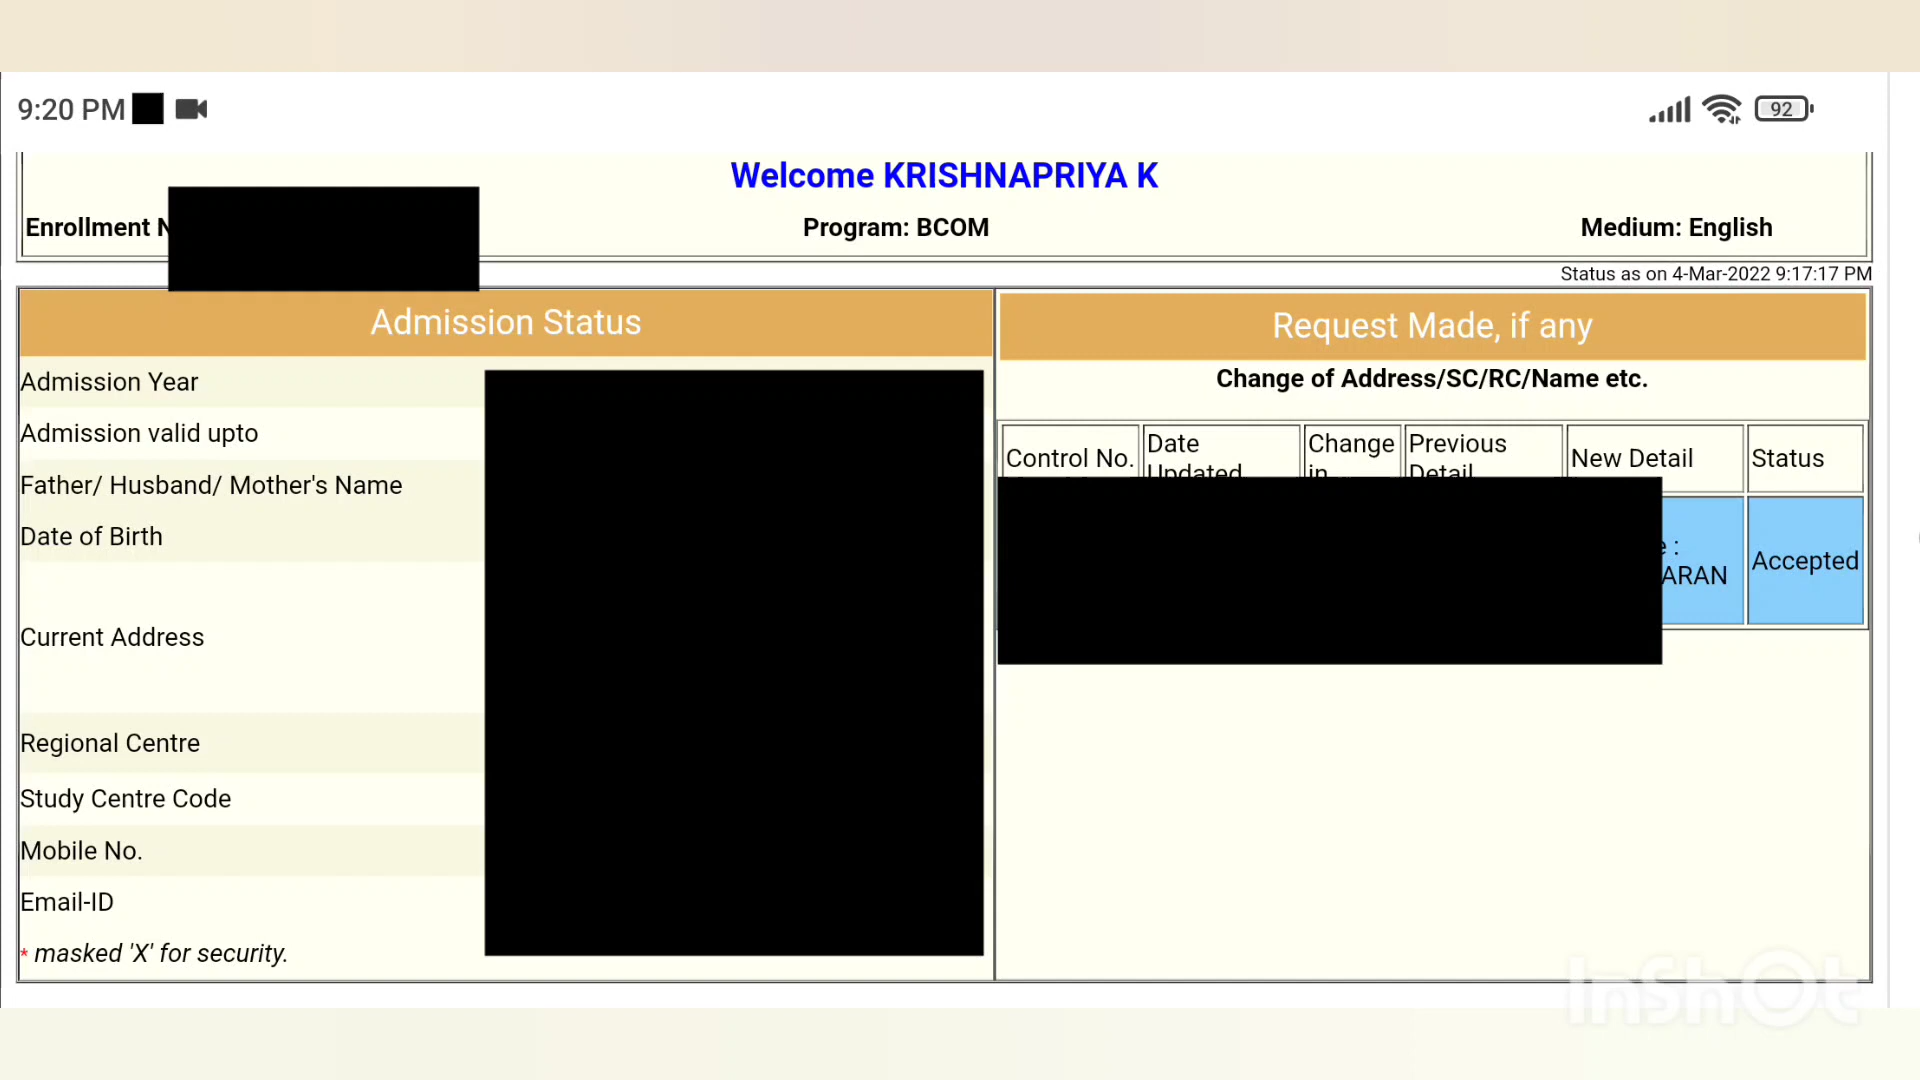 9:20 PM
92
Welcome KRISHNAPRIYA K
Enrollment
Program: BCOM
Medium: English
Status as on 4-Mar-2022 9:17:17 PM
Admission Status
Admission Year
Admission valid upto
Father/ Husband/ Mother's Name
Date of Birth
Current Address
Regional Centre
Study Centre Code
Mobile No.
Email-ID
* masked 'X' for security.
Request Made, if any
Change of Address/SC/RC/Name etc.
Control No.
Date
Updated
Change
in
Previous
Detail
New Detail
Status
ARAN
Accepted
InShOt